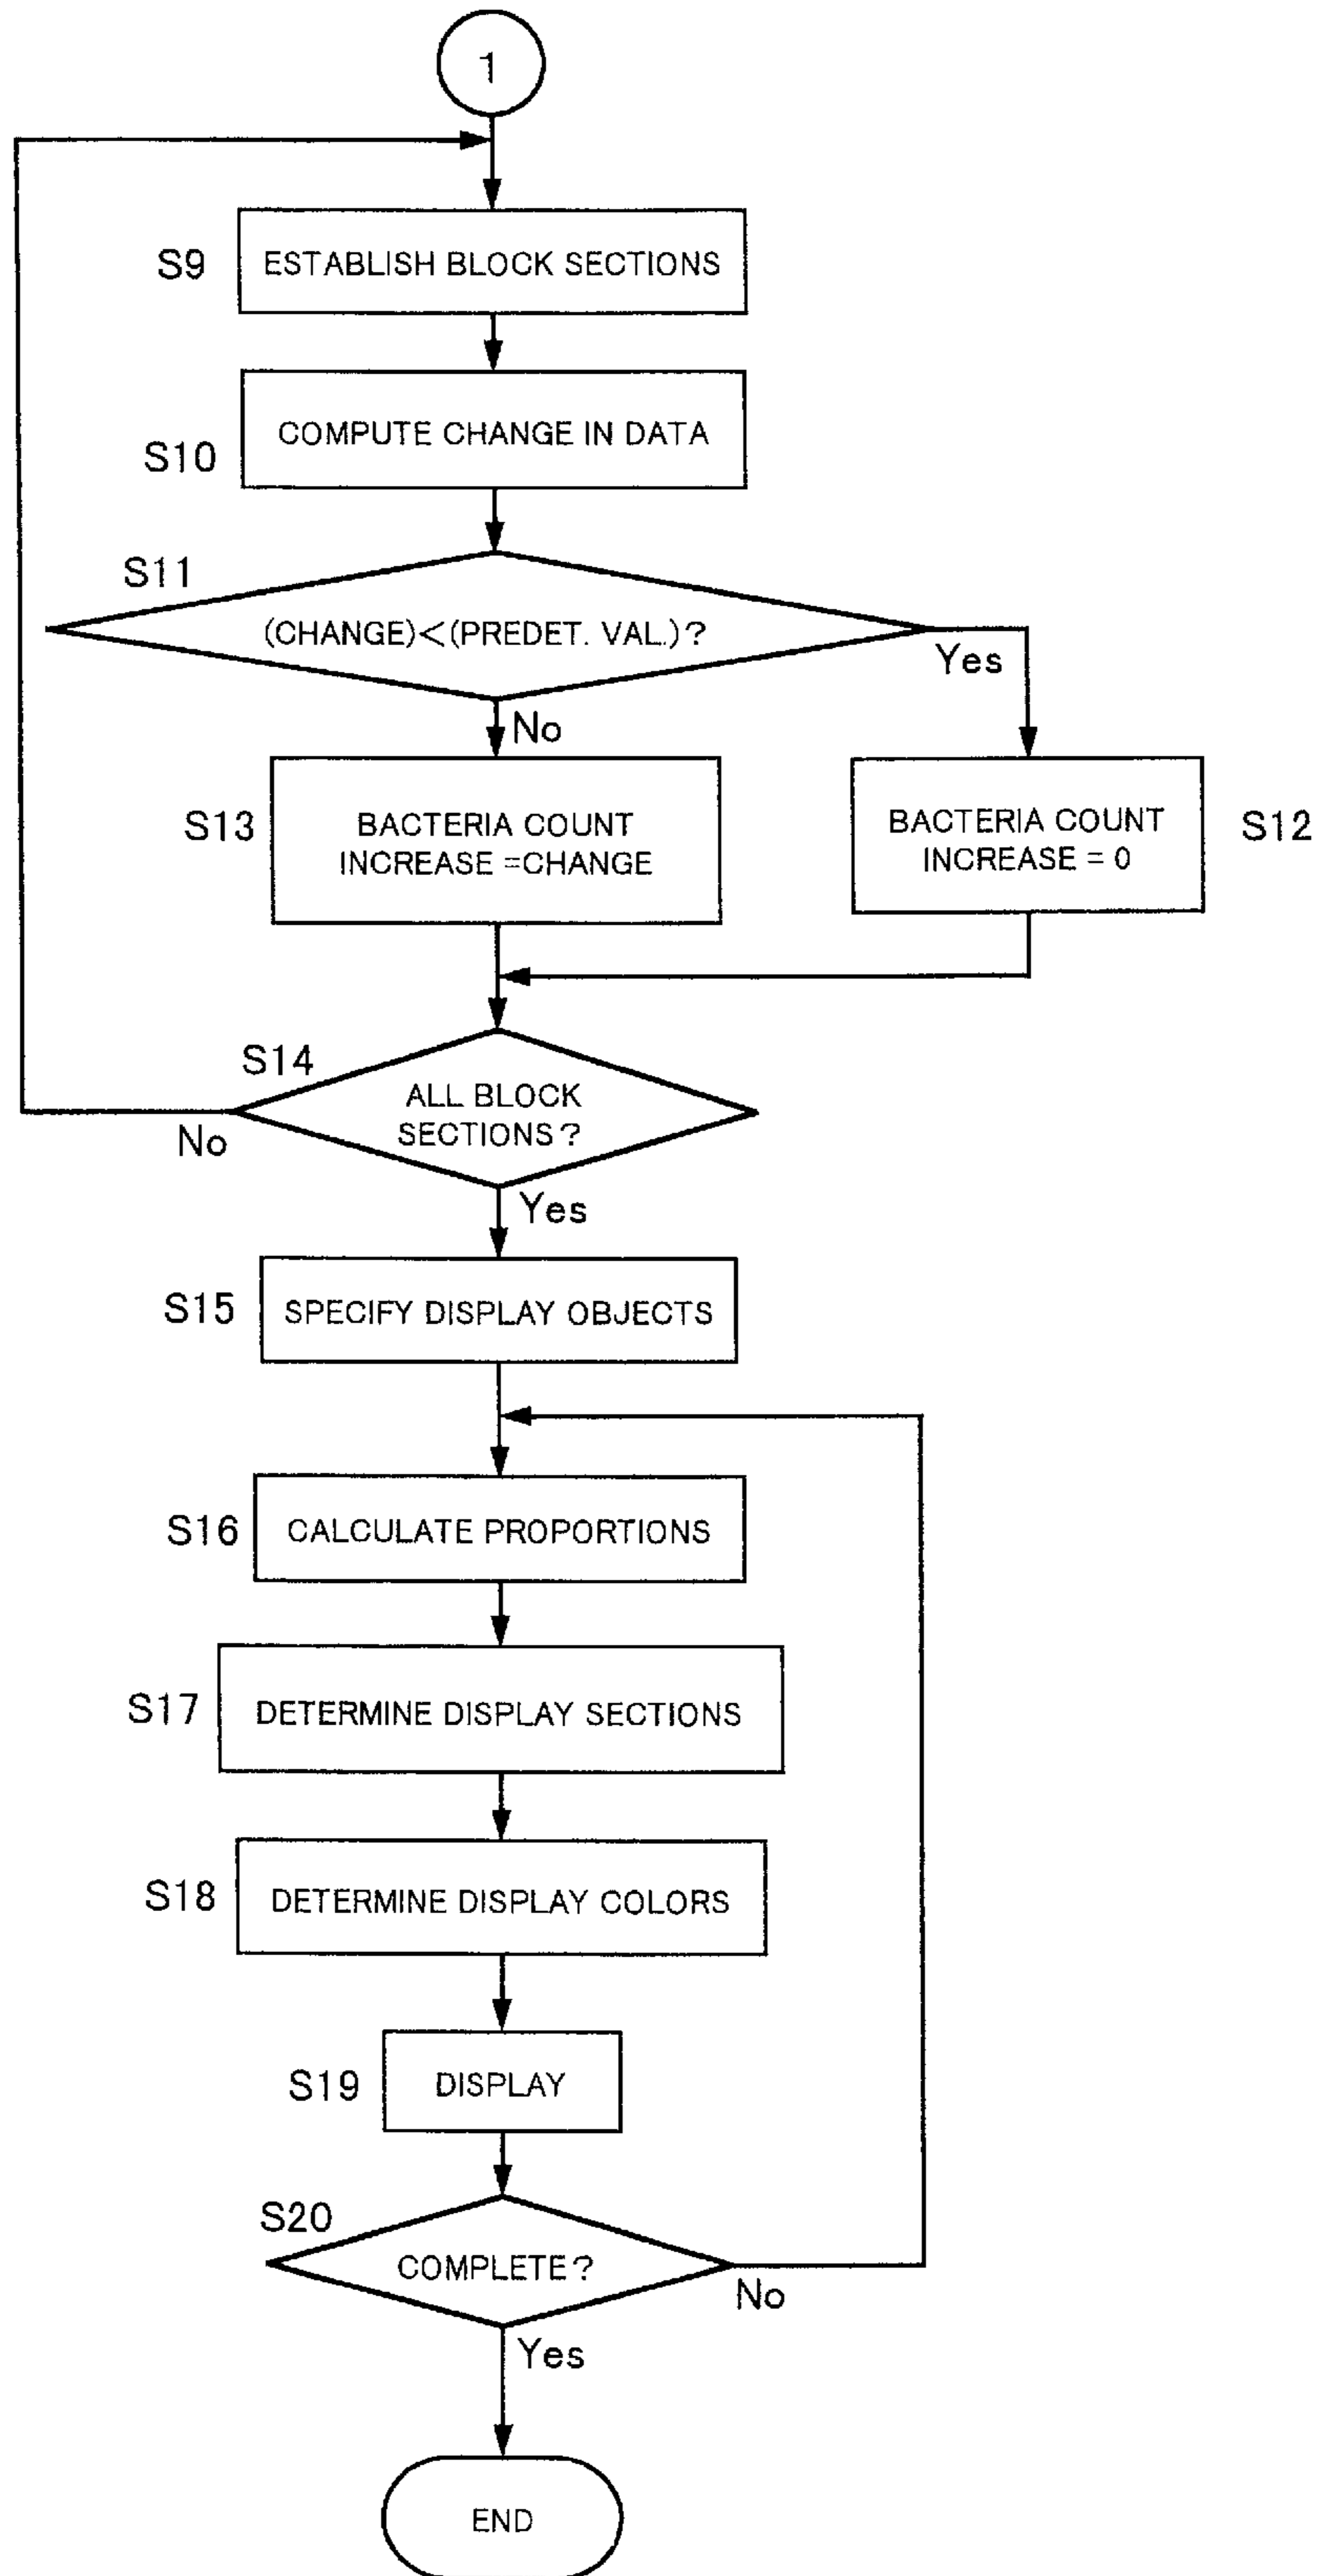 1
S9
ESTABLISH BLOCK SECTIONS
S10
COMPUTE CHANGE IN DATA
S11
(CHANGE)<(PREDET. VAL.)?
Yes
No
S13
BACTERIA COUNT
INCREASE =CHANGE
BACTERIA COUNT
INCREASE = 0
S12
S14
ALL BLOCK
SECTIONS?
No
Yes
S15
SPECIFY DISPLAY OBJECTS
S16
CALCULATE PROPORTIONS
S17
DETERMINE DISPLAY SECTIONS
S18
DETERMINE DISPLAY COLORS
S19
DISPLAY
S20
COMPLETE?
No
Yes
END